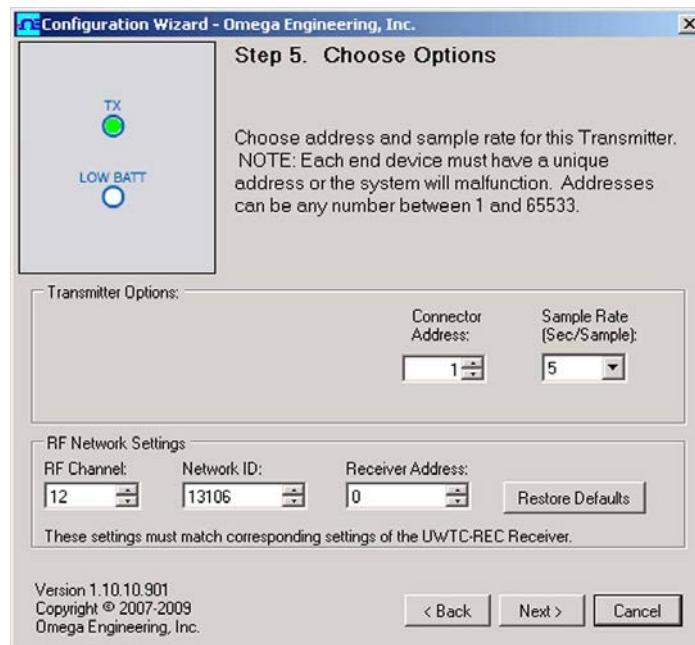 Configuration Wizard - Omega Engineering, Inc.
Step 5. Choose Options
TX
LOW BATT
Choose address and sample rate for this Transmitter.
NOTE: Each end device must have a unique
address or the system will malfunction. Addresses
can be any number between 1 and 65533.
Transmitter Options:
Connector
Address:
Sample Rate
(Sec/Sample):
1
5
RF Network Settings
RF Channel:
Network ID:
Receiver Address:
12
13106
0
Restore Defaults
These settings must match corresponding settings of the UWTC-REC Receiver.
Version 1.10.10.901
Copyright © 2007-2009
Omega Engineering, Inc.
< Back
Next >
Cancel